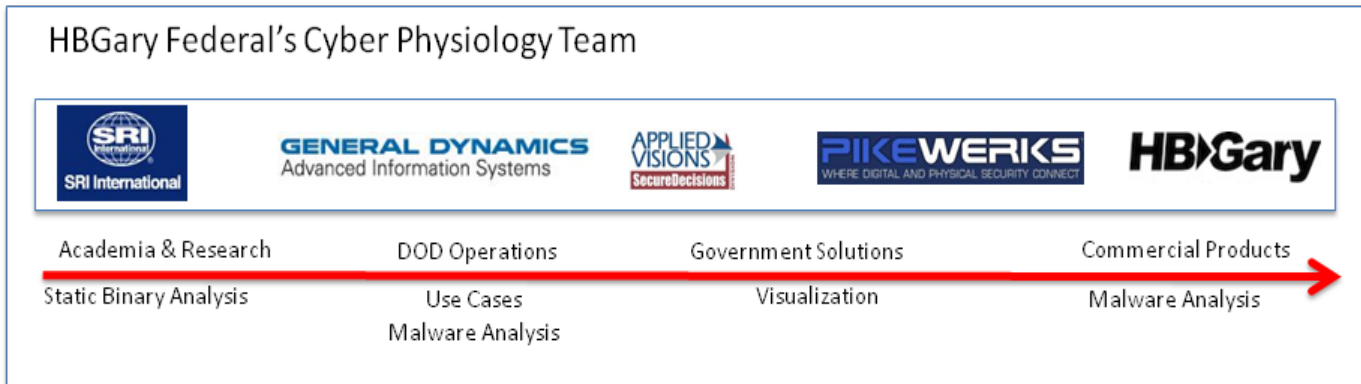 HBGary Federal's Cyber Physiology Team
SRI
International
SRI International
GENERAL DYNAMICS
Advanced Information Systems
APPLIED
VISIONS
SecureDecisions
DIVISION
PIKEWERKS
WHERE DIGITAL AND PHYSICAL SECURITY CONNECT
HBGary
Academia & Research
DOD Operations
Government Solutions
Commercial Products
Static Binary Analysis
Use Cases
Malware Analysis
Visualization
Malware Analysis